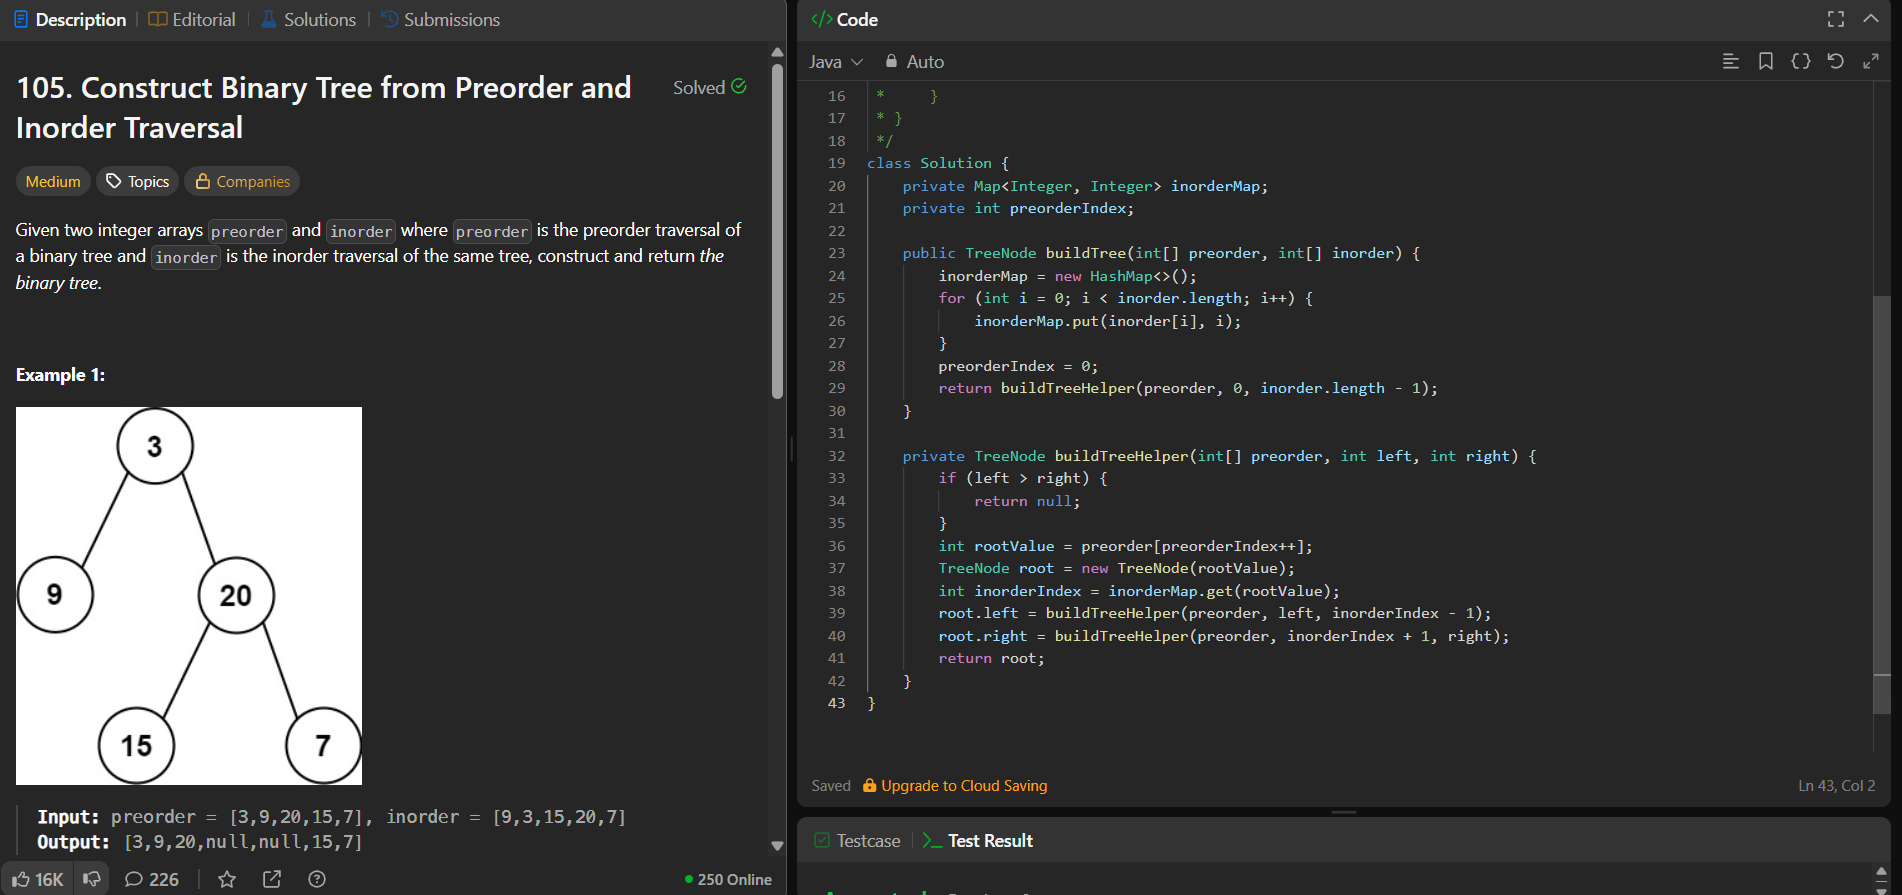 Description | Editorial | Solutions | Submissions
105. Construct Binary Tree from Preorder and
Inorder Traversal
Solved
Medium Topics Companies
Given two integer arrays preorder and inorder where preorder is the preorder traversal of
a binary tree and inorder is the inorder traversal of the same tree, construct and return the
binary tree.
Example 1:
3
9
20
15
7
Input: preorder = [3,9,20,15,7], inorder = [9,3,15,20,7]
Output: [3,9,20,null,null,15,7]
16K 226 250 Online
</> Code
Java Auto
16 *     }
17 * }
18 */
19 class Solution {
20     private Map<Integer, Integer> inorderMap;
21     private int preorderIndex;
22
23     public TreeNode buildTree(int[] preorder, int[] inorder) {
24         inorderMap = new HashMap<>();
25         for (int i = 0; i < inorder.length; i++) {
26             inorderMap.put(inorder[i], i);
27         }
28         preorderIndex = 0;
29         return buildTreeHelper(preorder, 0, inorder.length - 1);
30     }
31
32     private TreeNode buildTreeHelper(int[] preorder, int left, int right) {
33         if (left > right) {
34             return null;
35         }
36         int rootValue = preorder[preorderIndex++];
37         TreeNode root = new TreeNode(rootValue);
38         int inorderIndex = inorderMap.get(rootValue);
39         root.left = buildTreeHelper(preorder, left, inorderIndex - 1);
40         root.right = buildTreeHelper(preorder, inorderIndex + 1, right);
41         return root;
42     }
43 }
Saved Upgrade to Cloud Saving Ln 43, Col 2
Testcase | >_ Test Result